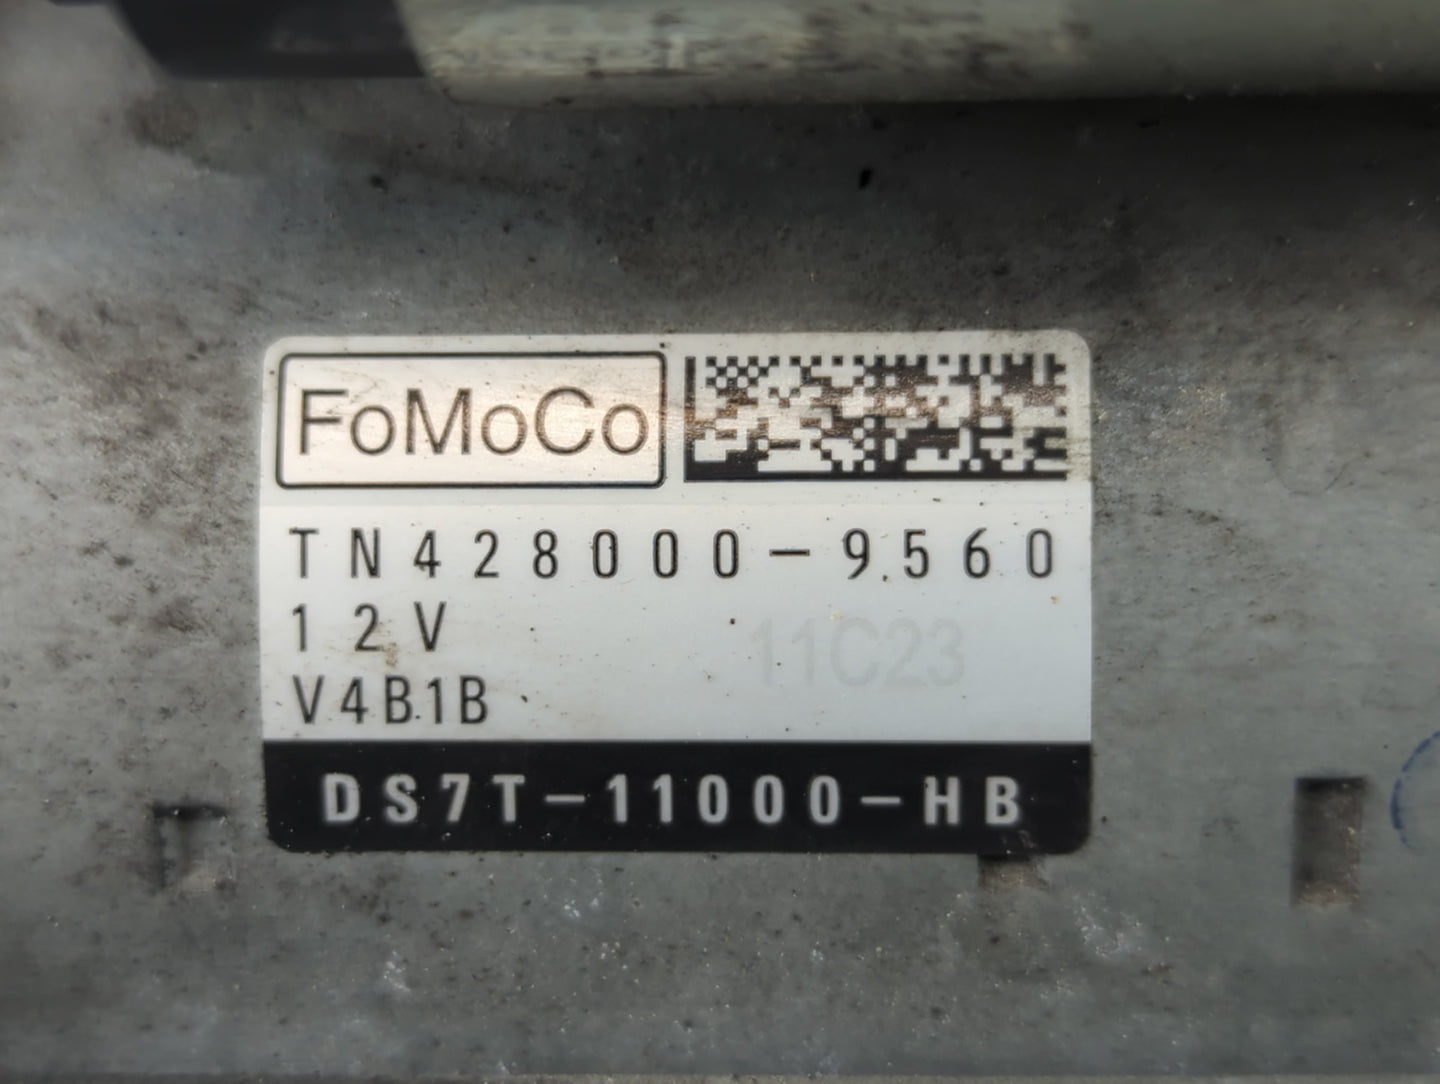 FoMoCo
TN428000-9560
12V
11C23
V4B1B
DS7T-11000-HB